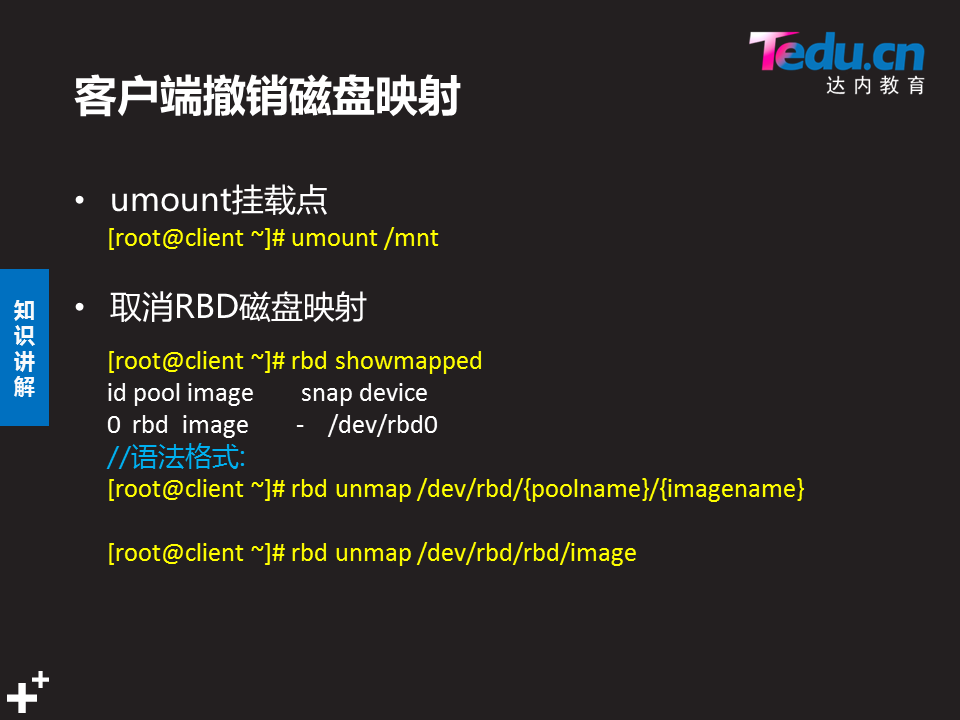 Tedu.cn
达内教育
客户端撤销磁盘映射
• umount挂载点
[root@client ~]# umount /mnt
知识讲解
• 取消RBD磁盘映射
[root@client ~]# rbd showmapped
id pool image snap device
0 rbd image - /dev/rbd0
//语法格式:
[root@client ~]# rbd unmap /dev/rbd/{poolname}/{imagename}
[root@client ~]# rbd unmap /dev/rbd/rbd/image